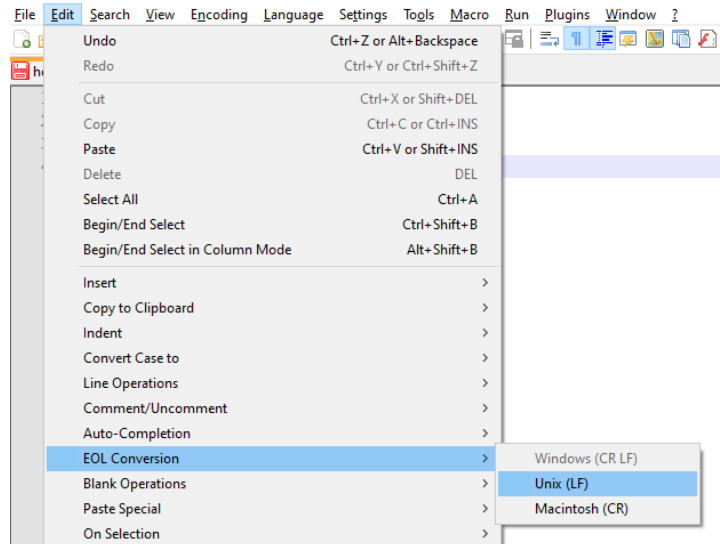 File Edit Search View Encoding Language Settings Tools Macro Run Plugins Window ?
Undo Ctrl+Z or Alt+Backspace
Redo Ctrl+Y or Ctrl+Shift+Z
Cut Ctrl+X or Shift+DEL
Copy Ctrl+C or Ctrl+INS
Paste Ctrl+V or Shift+INS
Delete DEL
Select All Ctrl+A
Begin/End Select Ctrl+Shift+B
Begin/End Select in Column Mode Alt+Shift+B
Insert
Copy to Clipboard
Indent
Convert Case to
Line Operations
Comment/Uncomment
Auto-Completion
EOL Conversion Windows (CR LF)
Blank Operations Unix (LF)
Paste Special Macintosh (CR)
On Selection